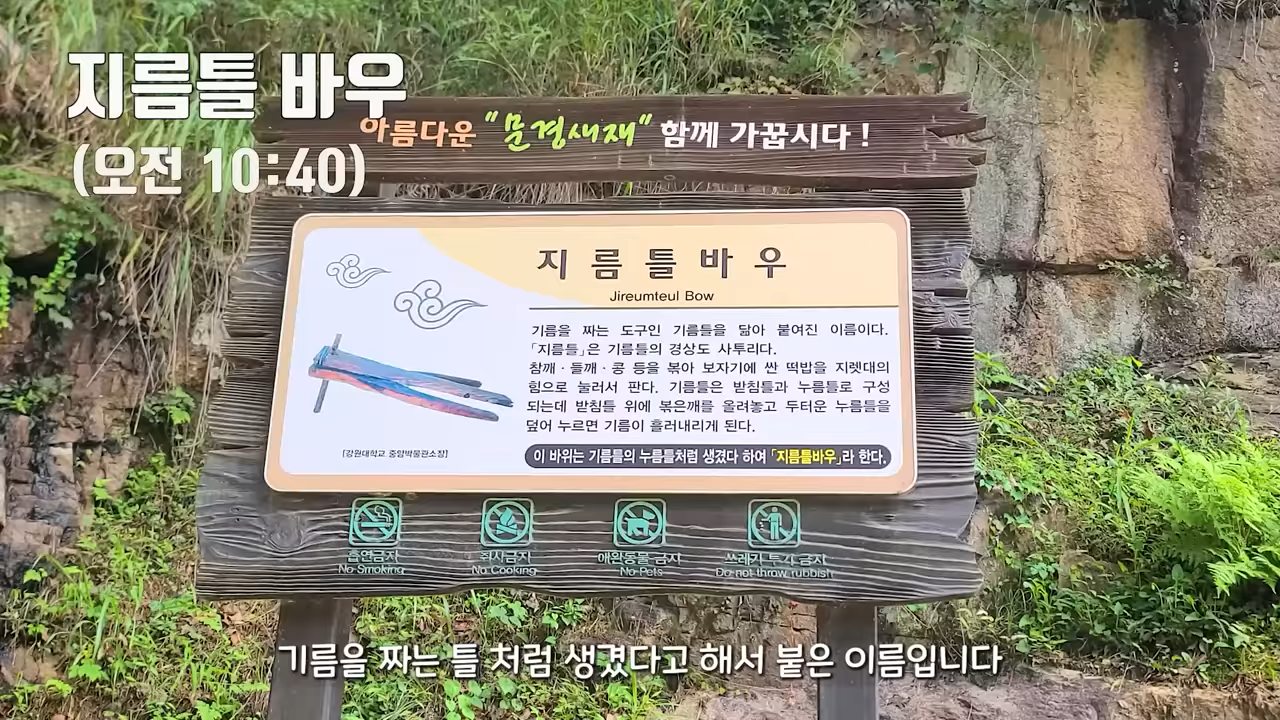 지름틀 바우
(오전 10:40)
아름다운 "문경새재" 함께 가꿉시다 !
지름틀바우
Jireumteul Bow
기름을 짜는 도구인 기름틀을 닮아 붙여진 이름이다.
「지름틀」은 기름틀의 경상도 사투리다.
참깨·들깨·콩 등을 볶아 보자기에 싼 떡밥을 지렛대의
힘으로 눌러서 짠다. 기름틀은 받침틀과 누름틀로 구성
되는데 받침틀 위에 볶은깨를 올려놓고 두터운 누름틀을
덮어 누르면 기름이 흘러내리게 된다.
[강원대학교 중앙박물관소장]
이 바위는 기름틀의 누름틀처럼 생겼다 하여 「지름틀바우」라 한다.
흡연금지 취사금지 애완동물 금지 쓰레기 투기 금지
No Smoking No Cooking No Pets Do not throw rubbish
기름을 짜는 틀 처럼 생겼다고 해서 붙은 이름입니다